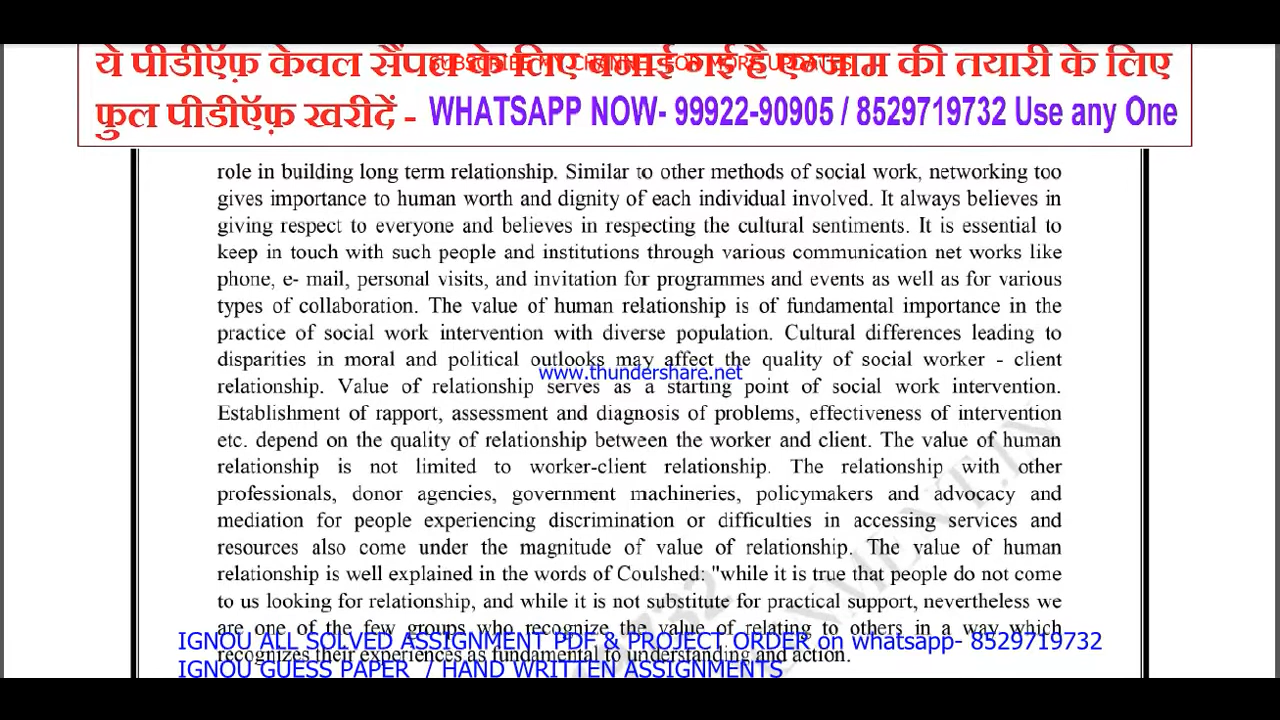 SUBSCRIBE MY CHANNEL FOR MORE UPDATES
ये पीडीऍफ़ केवल सैंपल के लिए बनाई गई है एग्जाम की तयारी के लिए
फुल पीडीऍफ़ खरीदें - WHATSAPP NOW- 99922-90905 / 8529719732 Use any One
role in building long term relationship. Similar to other methods of social work, networking too
gives importance to human worth and dignity of each individual involved. It always believes in
giving respect to everyone and believes in respecting the cultural sentiments. It is essential to
keep in touch with such people and institutions through various communication net works like
phone, e- mail, personal visits, and invitation for programmes and events as well as for various
types of collaboration. The value of human relationship is of fundamental importance in the
practice of social work intervention with diverse population. Cultural differences leading to
disparities in moral and political outlooks may affect the quality of social worker - client
www.thundershare.net
relationship. Value of relationship serves as a starting point of social work intervention.
Establishment of rapport, assessment and diagnosis of problems, effectiveness of intervention
etc. depend on the quality of relationship between the worker and client. The value of human
relationship is not limited to worker-client relationship. The relationship with other
professionals, donor agencies, government machineries, policymakers and advocacy and
mediation for people experiencing discrimination or difficulties in accessing services and
resources also come under the magnitude of value of relationship. The value of human
relationship is well explained in the words of Coulshed: "while it is true that people do not come
to us looking for relationship, and while it is not substitute for practical support, nevertheless we
are one of the few groups who recognize the value of relating to others in a way which
IGNOU ALL SOLVED ASSIGNMENT PDF & PROJECT ORDER on whatsapp- 8529719732
recognizes their experiences as fundamental to understanding and action.
IGNOU GUESS PAPER / HAND WRITTEN ASSIGNMENTS